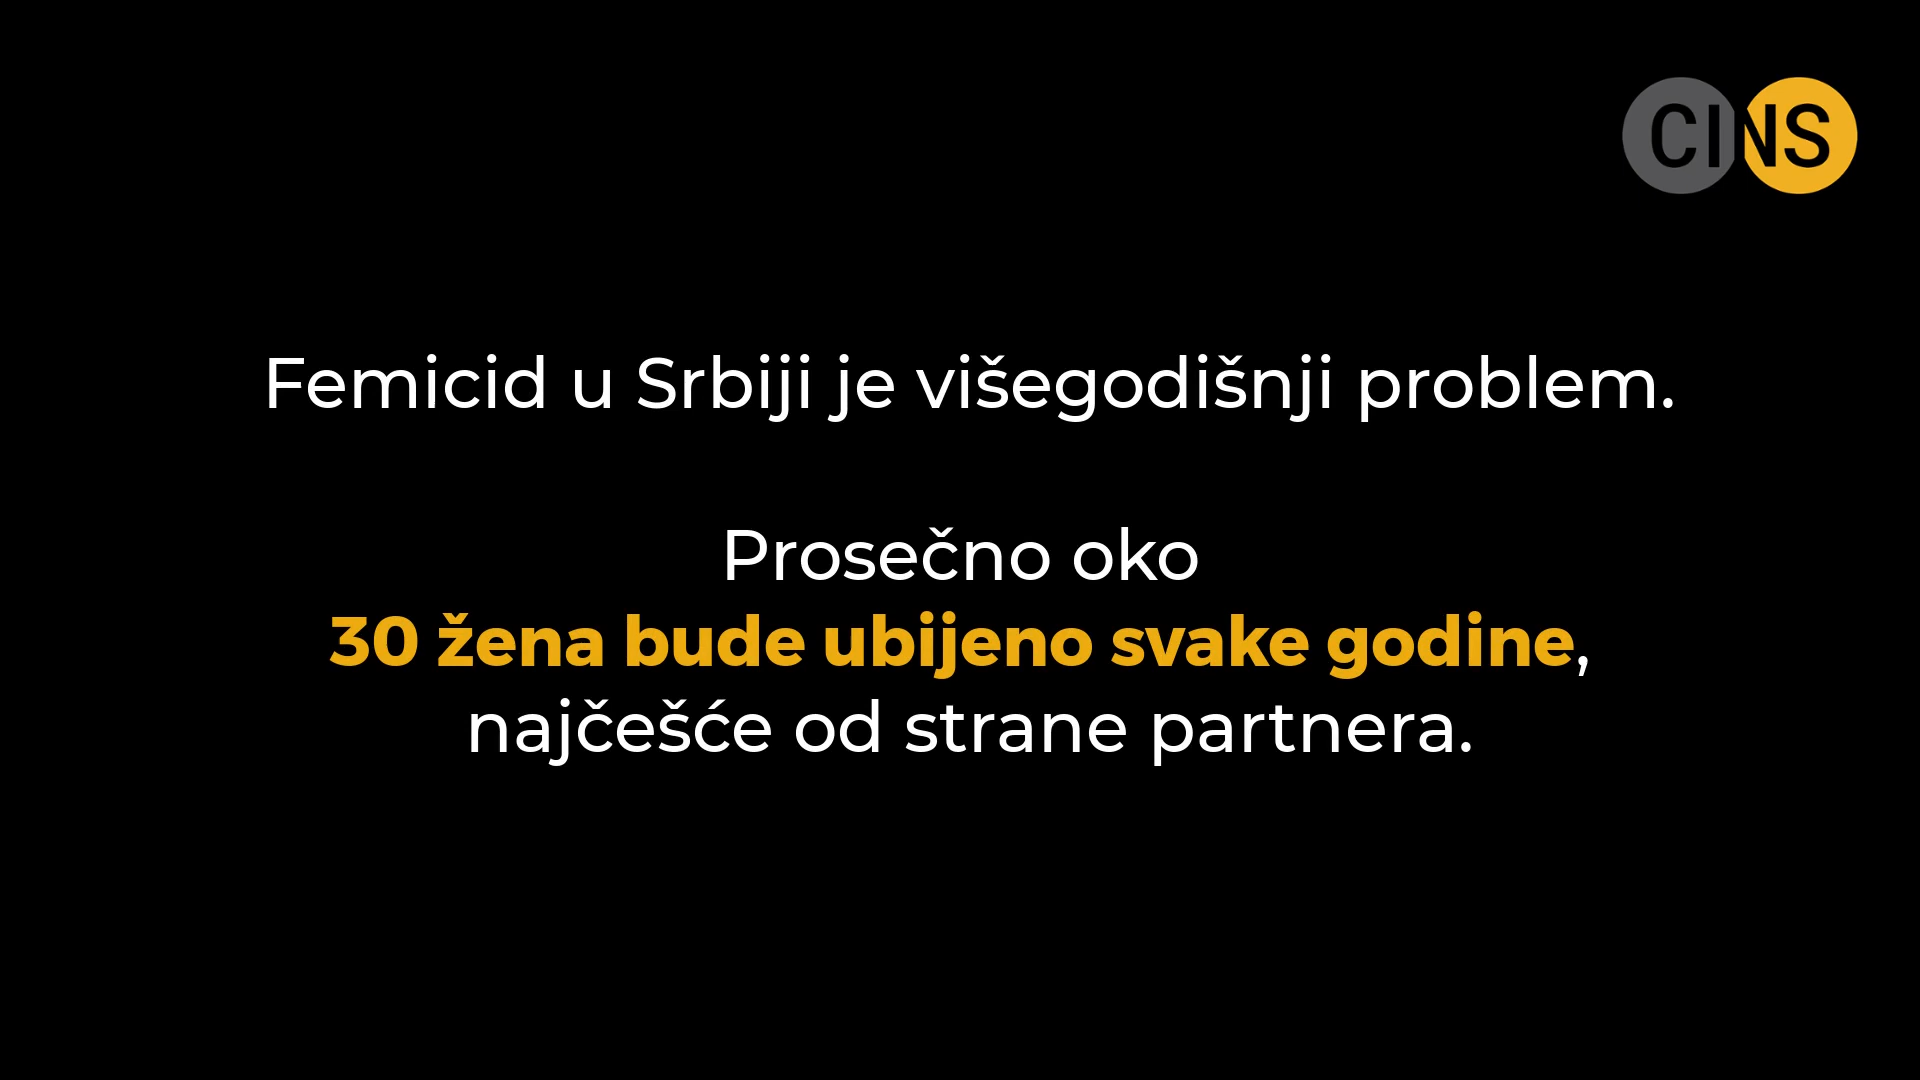 CINS
Femicid u Srbiji je višegodišnji problem.
Prosečno oko
30 žena bude ubijeno svake godine,
najčešće od strane partnera.